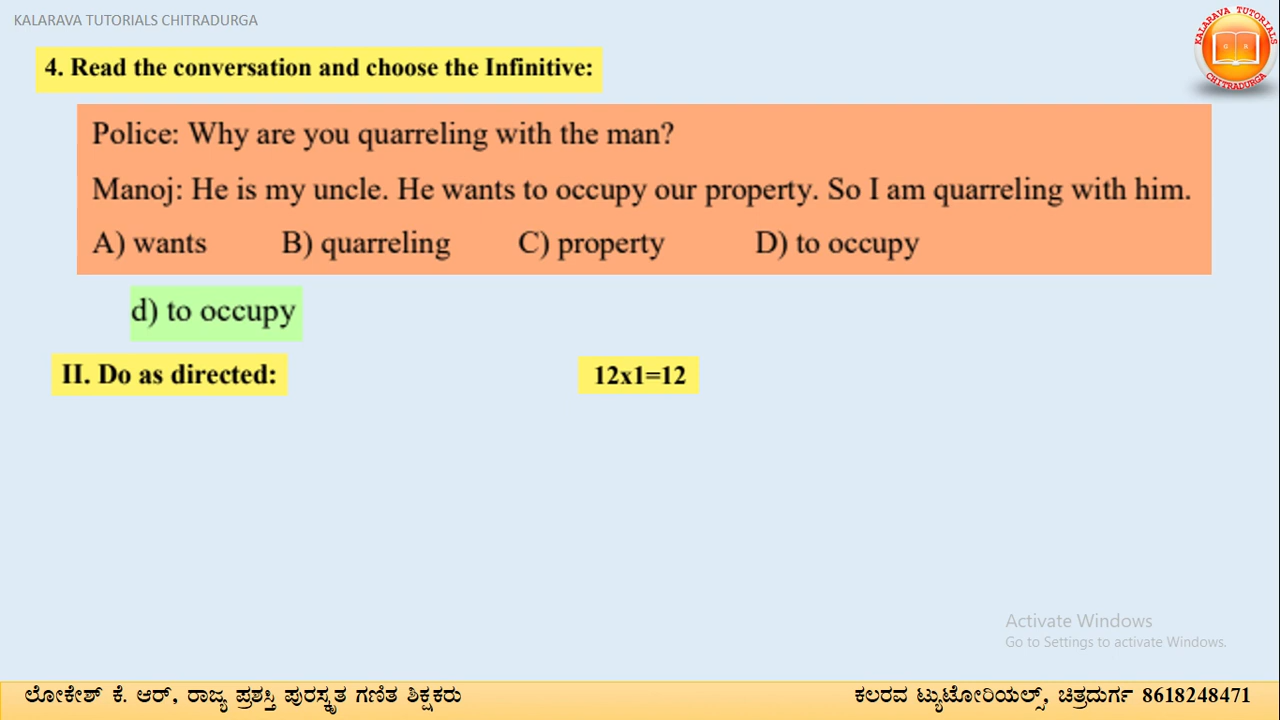 KALARAVA TUTORIALS CHITRADURGA
KALARAVA TUTORIALS
CHITRADURGA
4. Read the conversation and choose the Infinitive:
Police: Why are you quarreling with the man?
Manoj: He is my uncle. He wants to occupy our property. So I am quarreling with him.
A) wants B) quarreling C) property D) to occupy
d) to occupy
II. Do as directed: 12x1=12
Activate Windows
Go to Settings to activate Windows.
ಲೋಕೇಶ್ ಕೆ. ಆರ್, ರಾಜ್ಯ ಪ್ರಶಸ್ತಿ ಪುರಸ್ಕೃತ ಗಣಿತ ಶಿಕ್ಷಕರು ಕಲರವ ಟ್ಯುಟೋರಿಯಲ್ಸ್, ಚಿತ್ರದುರ್ಗ 8618248471